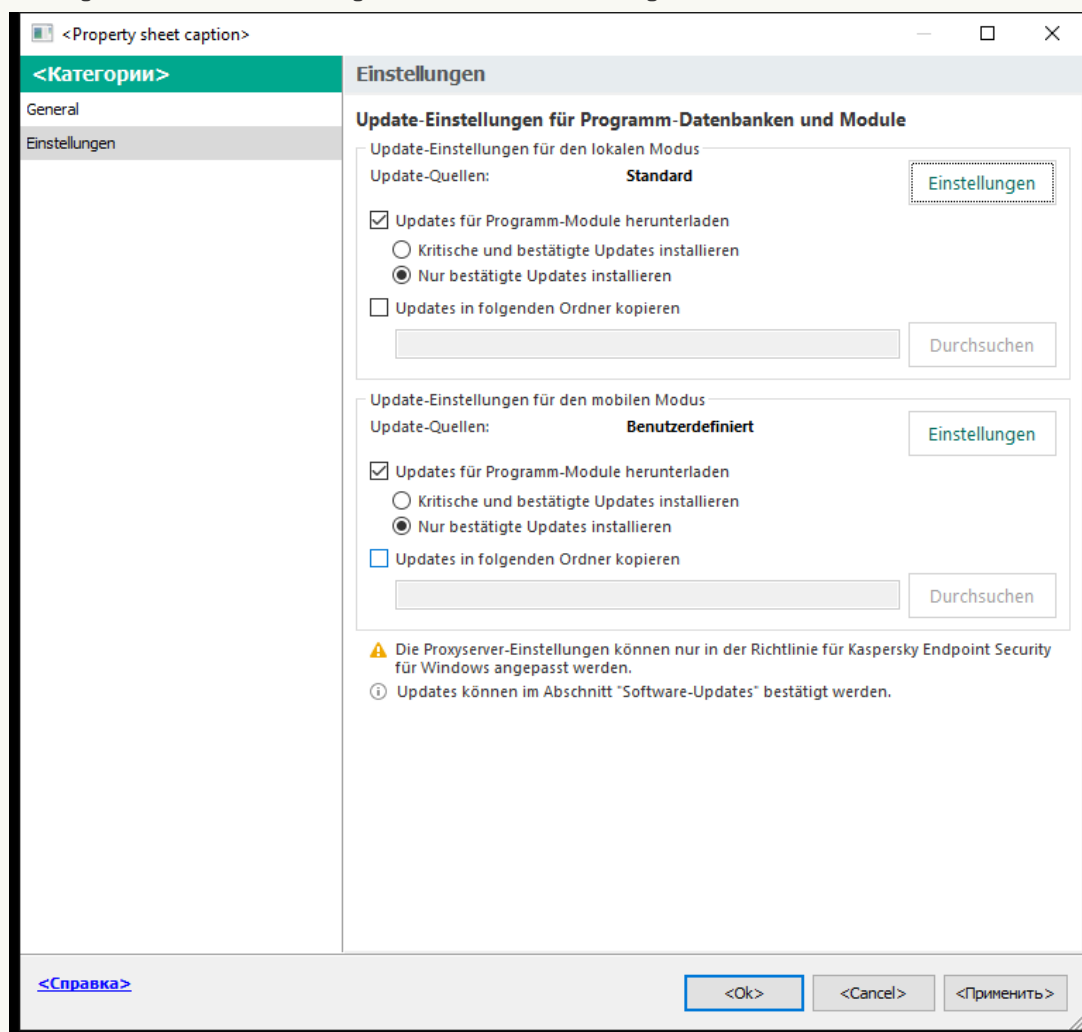 <Property sheet caption>
<Категории>
General
Einstellungen
Einstellungen
Update-Einstellungen für Programm-Datenbanken und Module
Update-Einstellungen für den lokalen Modus
Update-Quellen: Standard
Einstellungen
Updates für Programm-Module herunterladen
Kritische und bestätigte Updates installieren
Nur bestätigte Updates installieren
Updates in folgenden Ordner kopieren
Durchsuchen
Update-Einstellungen für den mobilen Modus
Update-Quellen: Benutzerdefiniert
Einstellungen
Updates für Programm-Module herunterladen
Kritische und bestätigte Updates installieren
Nur bestätigte Updates installieren
Updates in folgenden Ordner kopieren
Durchsuchen
Die Proxyserver-Einstellungen können nur in der Richtlinie für Kaspersky Endpoint Security
für Windows angepasst werden.
Updates können im Abschnitt "Software-Updates" bestätigt werden.
<Справка>
<Ok> <Cancel> <Применить>